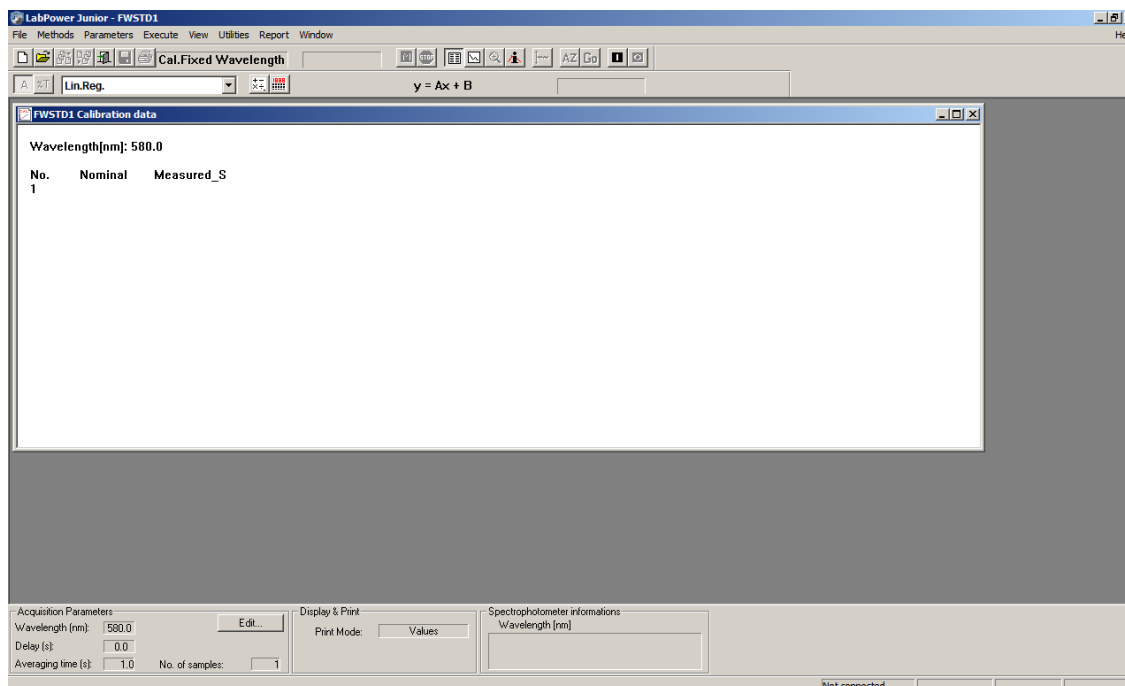 LabPower Junior - FWSTD1
File Methods Parameters Execute View Utilities Report Window He
Cal.Fixed Wavelength AZ Go
A %T Lin.Reg. y = Ax + B
FWSTD1 Calibration data
Wavelength[nm]: 580.0
No. Nominal Measured_S
1
Acquisition Parameters
Wavelength (nm): 580.0 Edit...
Delay (s): 0.0
Averaging time (s): 1.0 No. of samples: 1
Display & Print
Print Mode: Values
Spectrophotometer informations
Wavelength [nm]
Not connected